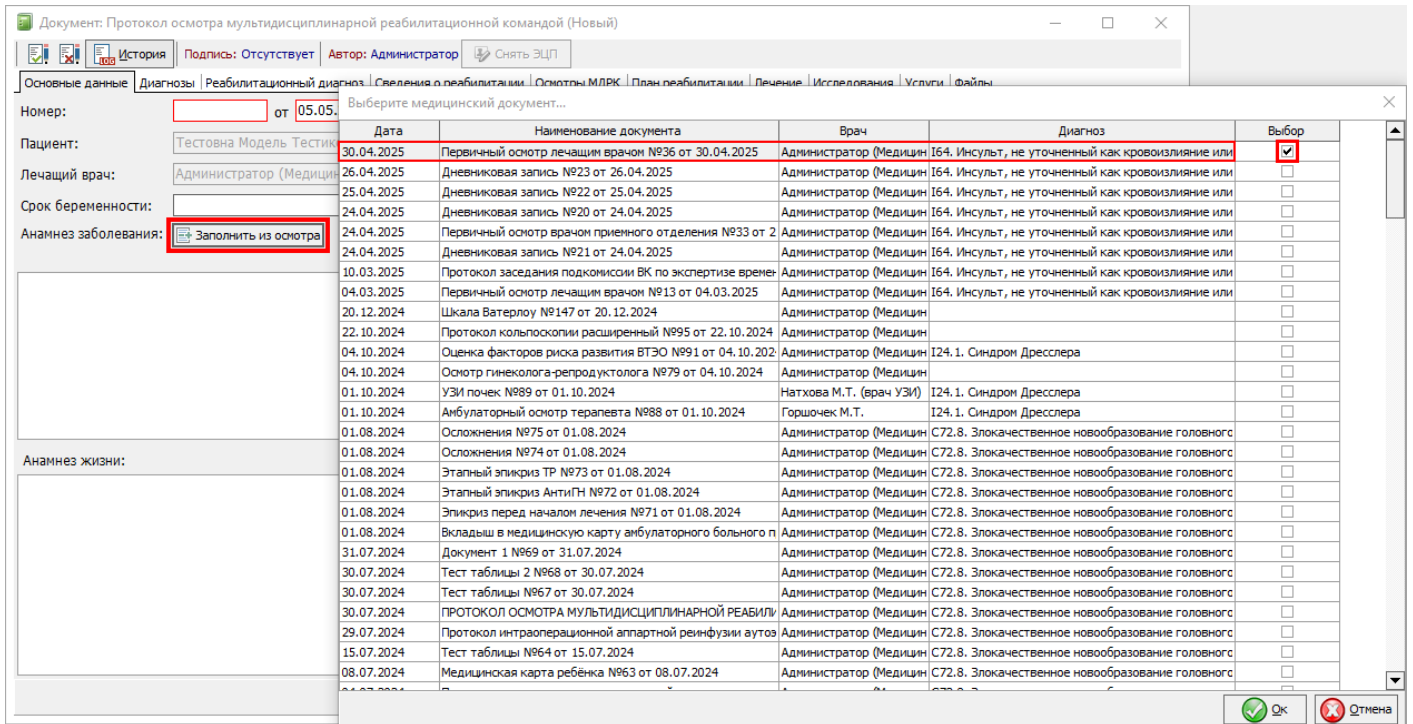 Документ: Протокол осмотра мультидисциплинарной реабилитационной командой (Новый)
История Подпись: Отсутствует Автор: Администратор Снять ЭЦП
Основные данные Диагнозы Реабилитационный диагноз Сведения о реабилитации Осмотры МДРК План реабилитации Лечение Исследования Услуги Файлы
Номер: от 05.05.
Пациент: Тестовна Модель Тестик
Лечащий врач: Администратор (Медицин
Срок беременности:
Анамнез заболевания: Заполнить из осмотра
Анамнез жизни:
Выберите медицинский документ...
Дата Наименование документа Врач Диагноз Выбор
30.04.2025 Первичный осмотр лечащим врачом №36 от 30.04.2025 Администратор (Медицин I64. Инсульт, не уточненный как кровоизлияние или
26.04.2025 Дневниковая запись №23 от 26.04.2025 Администратор (Медицин I64. Инсульт, не уточненный как кровоизлияние или
25.04.2025 Дневниковая запись №22 от 25.04.2025 Администратор (Медицин I64. Инсульт, не уточненный как кровоизлияние или
24.04.2025 Дневниковая запись №20 от 24.04.2025 Администратор (Медицин I64. Инсульт, не уточненный как кровоизлияние или
24.04.2025 Первичный осмотр врачом приемного отделения №33 от 2 Администратор (Медицин I64. Инсульт, не уточненный как кровоизлияние или
24.04.2025 Дневниковая запись №21 от 24.04.2025 Администратор (Медицин I64. Инсульт, не уточненный как кровоизлияние или
10.03.2025 Протокол заседания подкомиссии ВК по экспертизе времен Администратор (Медицин I64. Инсульт, не уточненный как кровоизлияние или
04.03.2025 Первичный осмотр лечащим врачом №13 от 04.03.2025 Администратор (Медицин I64. Инсульт, не уточненный как кровоизлияние или
20.12.2024 Шкала Ватерлоу №147 от 20.12.2024 Администратор (Медицин
22.10.2024 Протокол кольпоскопии расширенный №95 от 22.10.2024 Администратор (Медицин
04.10.2024 Оценка факторов риска развития ВТЭО №91 от 04.10.202 Администратор (Медицин I24.1. Синдром Дресслера
04.10.2024 Осмотр гинеколога-репродуктолога №79 от 04.10.2024 Администратор (Медицин
01.10.2024 УЗИ почек №89 от 01.10.2024 Натхова М.Т. (врач УЗИ) I24.1. Синдром Дресслера
01.10.2024 Амбулаторный осмотр терапевта №88 от 01.10.2024 Горшочек М.Т. I24.1. Синдром Дресслера
01.08.2024 Осложнения №75 от 01.08.2024 Администратор (Медицин C72.8. Злокачественное новообразование головногс
01.08.2024 Осложнения №74 от 01.08.2024 Администратор (Медицин C72.8. Злокачественное новообразование головногс
01.08.2024 Этапный эпикриз ТР №73 от 01.08.2024 Администратор (Медицин C72.8. Злокачественное новообразование головногс
01.08.2024 Этапный эпикриз АнтиГН №72 от 01.08.2024 Администратор (Медицин C72.8. Злокачественное новообразование головногс
01.08.2024 Эпикриз перед началом лечения №71 от 01.08.2024 Администратор (Медицин C72.8. Злокачественное новообразование головногс
01.08.2024 Вкладыш в медицинскую карту амбулаторного больного п Администратор (Медицин C72.8. Злокачественное новообразование головногс
31.07.2024 Документ 1 №69 от 31.07.2024 Администратор (Медицин C72.8. Злокачественное новообразование головногс
30.07.2024 Тест таблицы 2 №68 от 30.07.2024 Администратор (Медицин C72.8. Злокачественное новообразование головногс
30.07.2024 Тест таблицы №67 от 30.07.2024 Администратор (Медицин C72.8. Злокачественное новообразование головногс
30.07.2024 ПРОТОКОЛ ОСМОТРА МУЛЬТИДИСЦИПЛИНАРНОЙ РЕАБИЛИ Администратор (Медицин C72.8. Злокачественное новообразование головногс
29.07.2024 Протокол интраоперационной аппартной реинфузии аутоэ Администратор (Медицин C72.8. Злокачественное новообразование головногс
15.07.2024 Тест таблицы №64 от 15.07.2024 Администратор (Медицин C72.8. Злокачественное новообразование головногс
08.07.2024 Медицинская карта ребёнка №63 от 08.07.2024 Администратор (Медицин C72.8. Злокачественное новообразование головногс
Ок Отмена